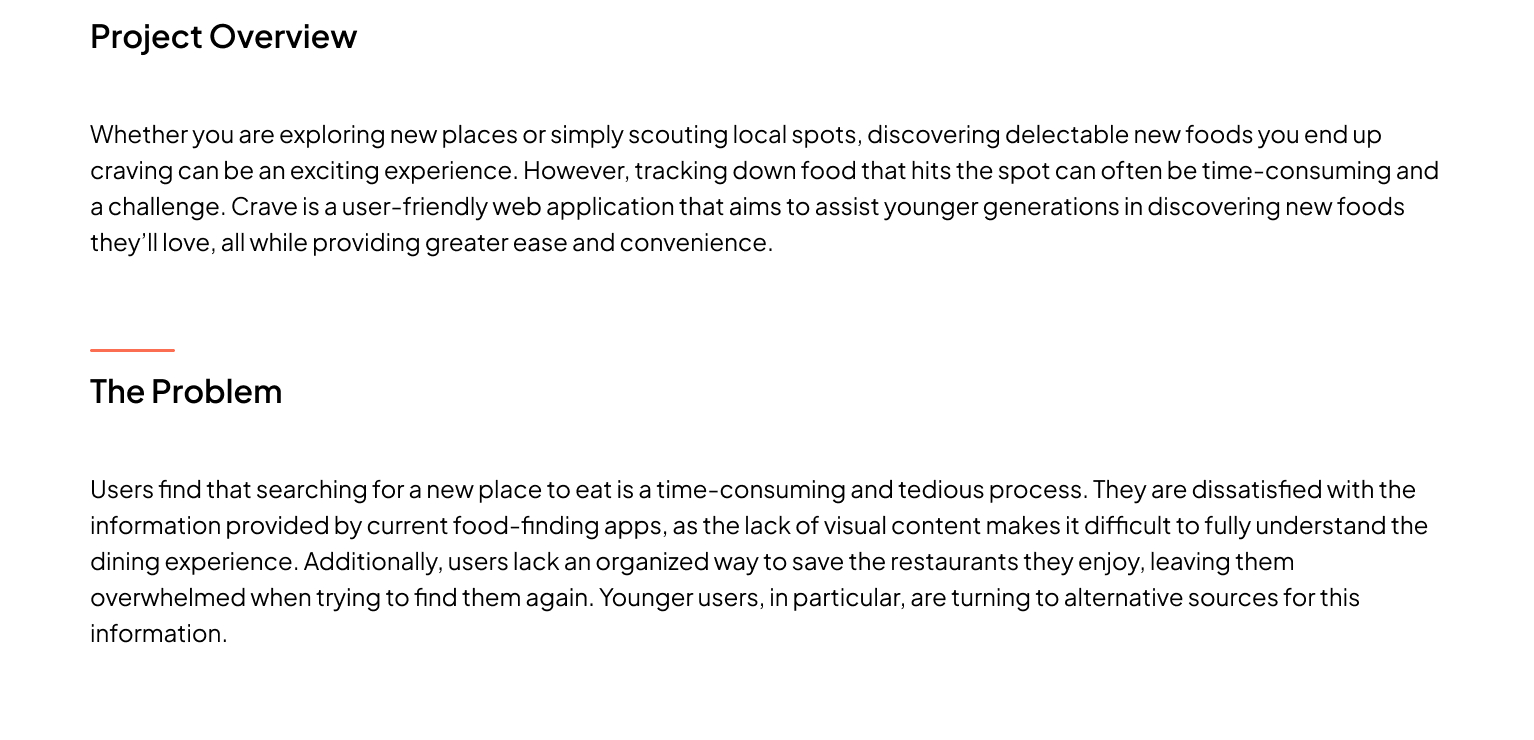 Project Overview
Whether you are exploring new places or simply scouting local spots, discovering delectable new foods you end up
craving can be an exciting experience. However, tracking down food that hits the spot can often be time-consuming and
a challenge. Crave is a user-friendly web application that aims to assist younger generations in discovering new foods
they’ll love, all while providing greater ease and convenience.
The Problem
Users find that searching for a new place to eat is a time-consuming and tedious process. They are dissatisfied with the
information provided by current food-finding apps, as the lack of visual content makes it difficult to fully understand the
dining experience. Additionally, users lack an organized way to save the restaurants they enjoy, leaving them
overwhelmed when trying to find them again. Younger users, in particular, are turning to alternative sources for this
information.